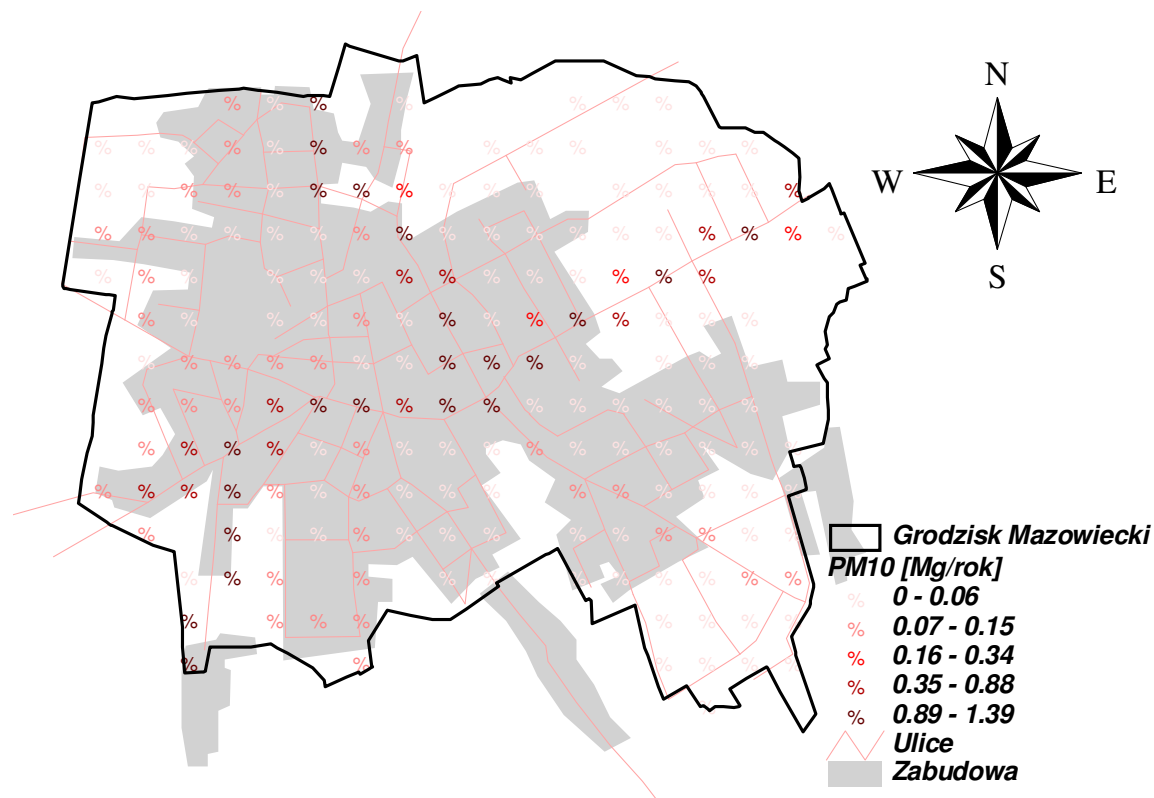 N
W E
S
Grodzisk Mazowiecki
PM10 [Mg/rok]
% 0 - 0.06
% 0.07 - 0.15
% 0.16 - 0.34
% 0.35 - 0.88
% 0.89 - 1.39
Ulice
Zabudowa